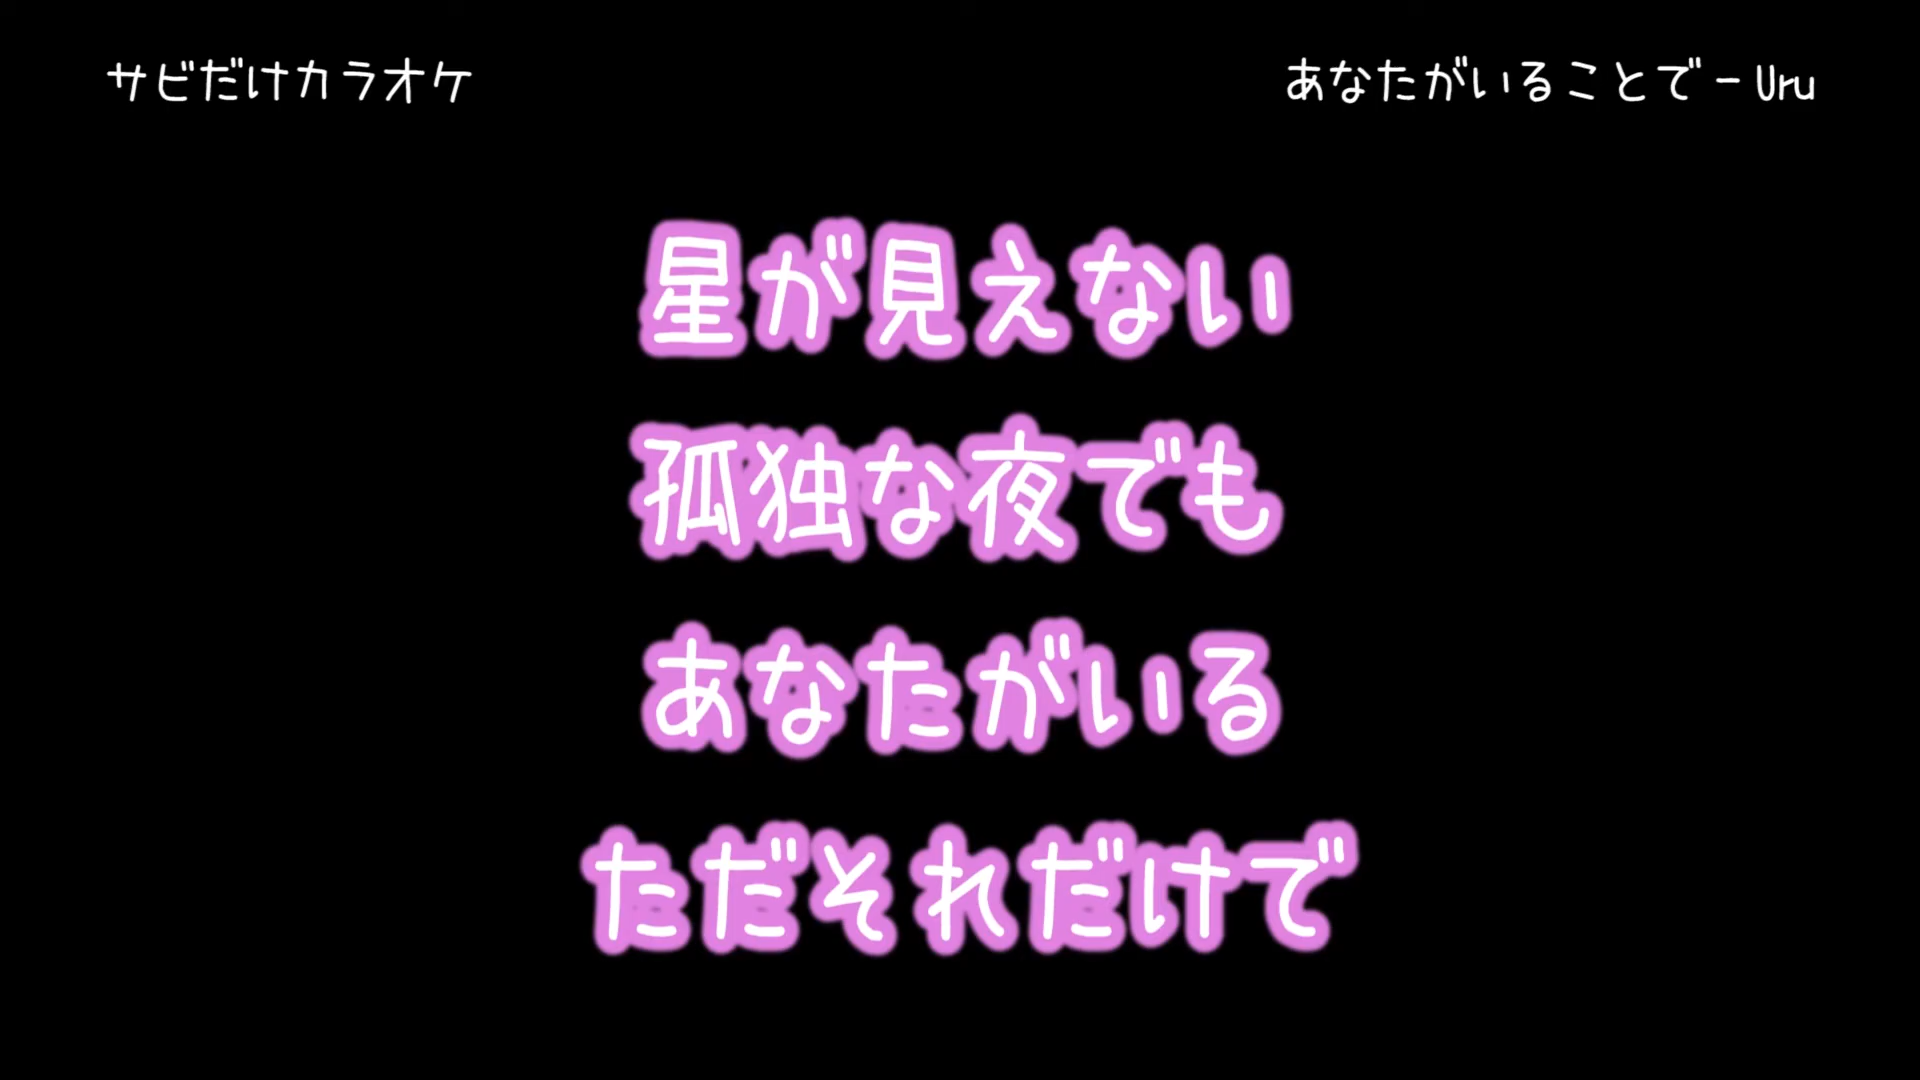 サビだけカラオケ
あなたがいることで - Uru
星が見えない
孤独な夜でも
あなたがいる
ただそれだけで